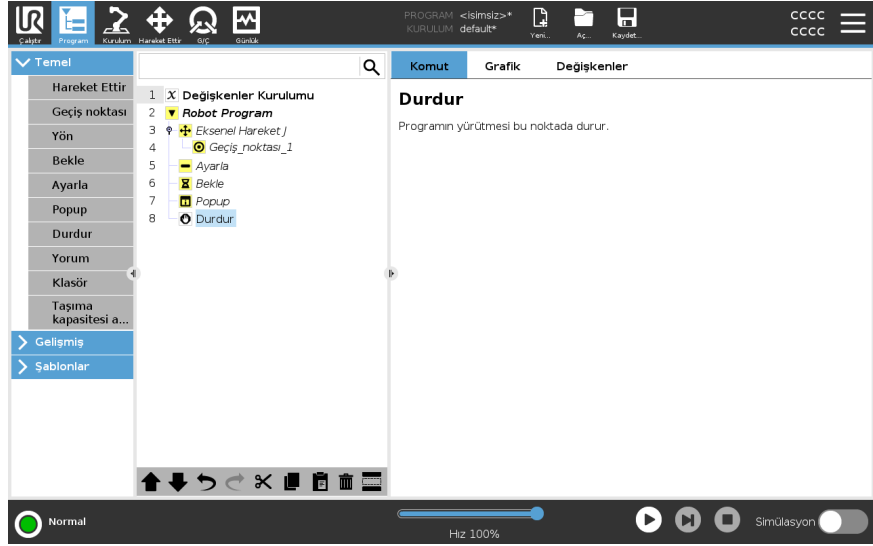 UR
Çalıştır
Program
Kurulum
Hareket Ettir
G/Ç
Günlük
PROGRAM <isimsiz>*
KURULUM default*
Yeni...
Aç...
Kaydet...
CCCC
CCCC
Temel
Hareket Ettir
Geçiş noktası
Yön
Bekle
Ayarla
Popup
Durdur
Yorum
Klasör
Taşıma
kapasitesi a...
Gelişmiş
Şablonlar
1 X Değişkenler Kurulumu
2 Robot Program
3 Eksenel Hareket J
4 Geçiş_noktası_1
5 Ayarla
6 Bekle
7 Popup
8 Durdur
Komut Grafik Değişkenler
Durdur
Programın yürütmesi bu noktada durur.
Normal
Hız 100%
Simülasyon